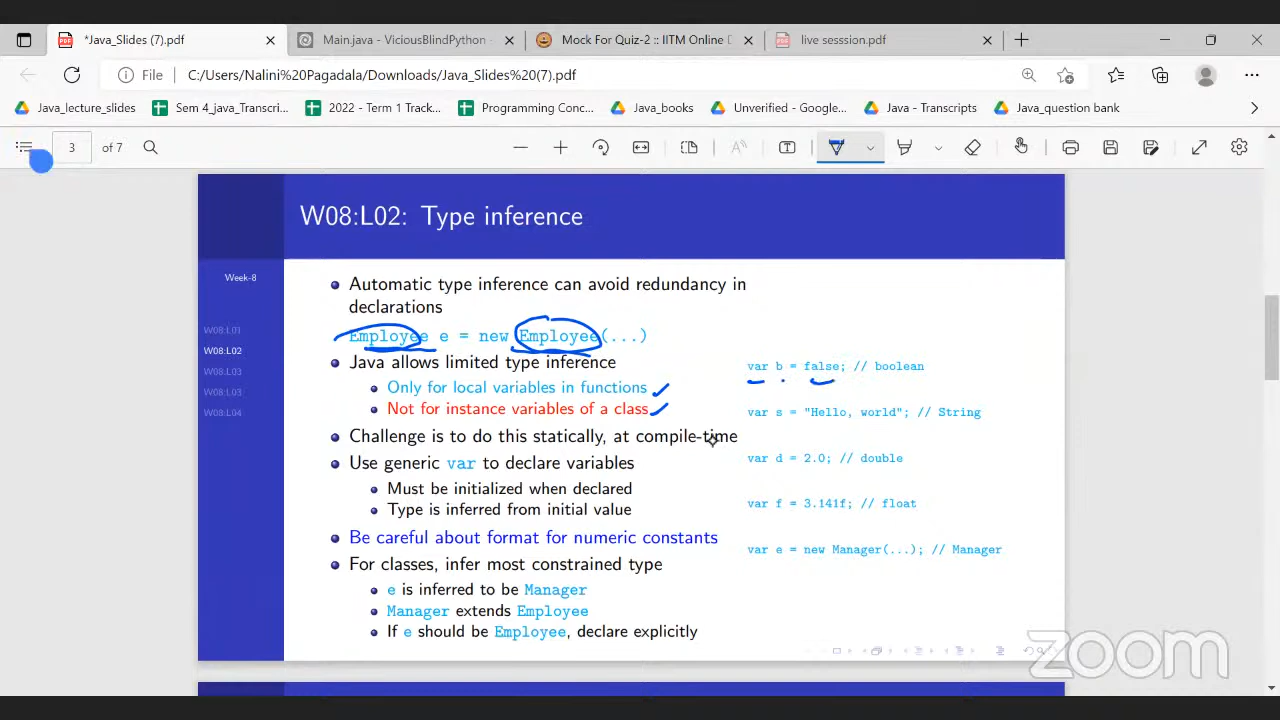 *Java_Slides (7).pdf
Main.java - ViciousBlindPython -
Mock For Quiz-2 :: IITM Online D
live sesssion.pdf
File
C:/Users/Nalini%20Pagadala/Downloads/Java_Slides%20(7).pdf
Java_lecture_slides
Sem 4_java_Transcri...
2022 - Term 1 Track...
Programming Conc...
Java_books
Unverified - Google...
Java - Transcripts
Java_question bank
3 of 7
W08:L02: Type inference
Week-8
W08:L01
W08:L02
W08:L03
W08:L03
W08:L04
Automatic type inference can avoid redundancy in
declarations
Employee e = new Employee(...)
Java allows limited type inference
Only for local variables in functions
Not for instance variables of a class
Challenge is to do this statically, at compile-time
Use generic var to declare variables
Must be initialized when declared
Type is inferred from initial value
Be careful about format for numeric constants
For classes, infer most constrained type
e is inferred to be Manager
Manager extends Employee
If e should be Employee, declare explicitly
var b = false; // boolean
var s = "Hello, world"; // String
var d = 2.0; // double
var f = 3.141f; // float
var e = new Manager(...); // Manager
zoom